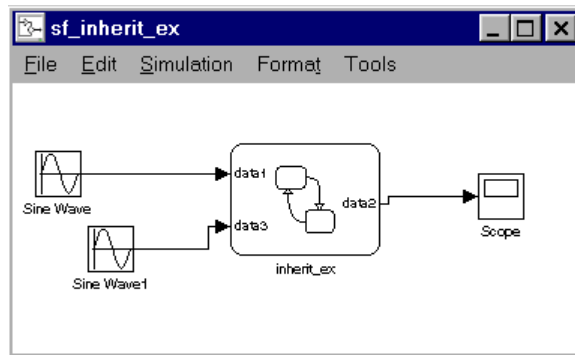 sf_inherit_ex
File Edit Simulation Format Tools
data1
data2
data3
Sine Wave
Scope
inherit_ex
Sine Wave1